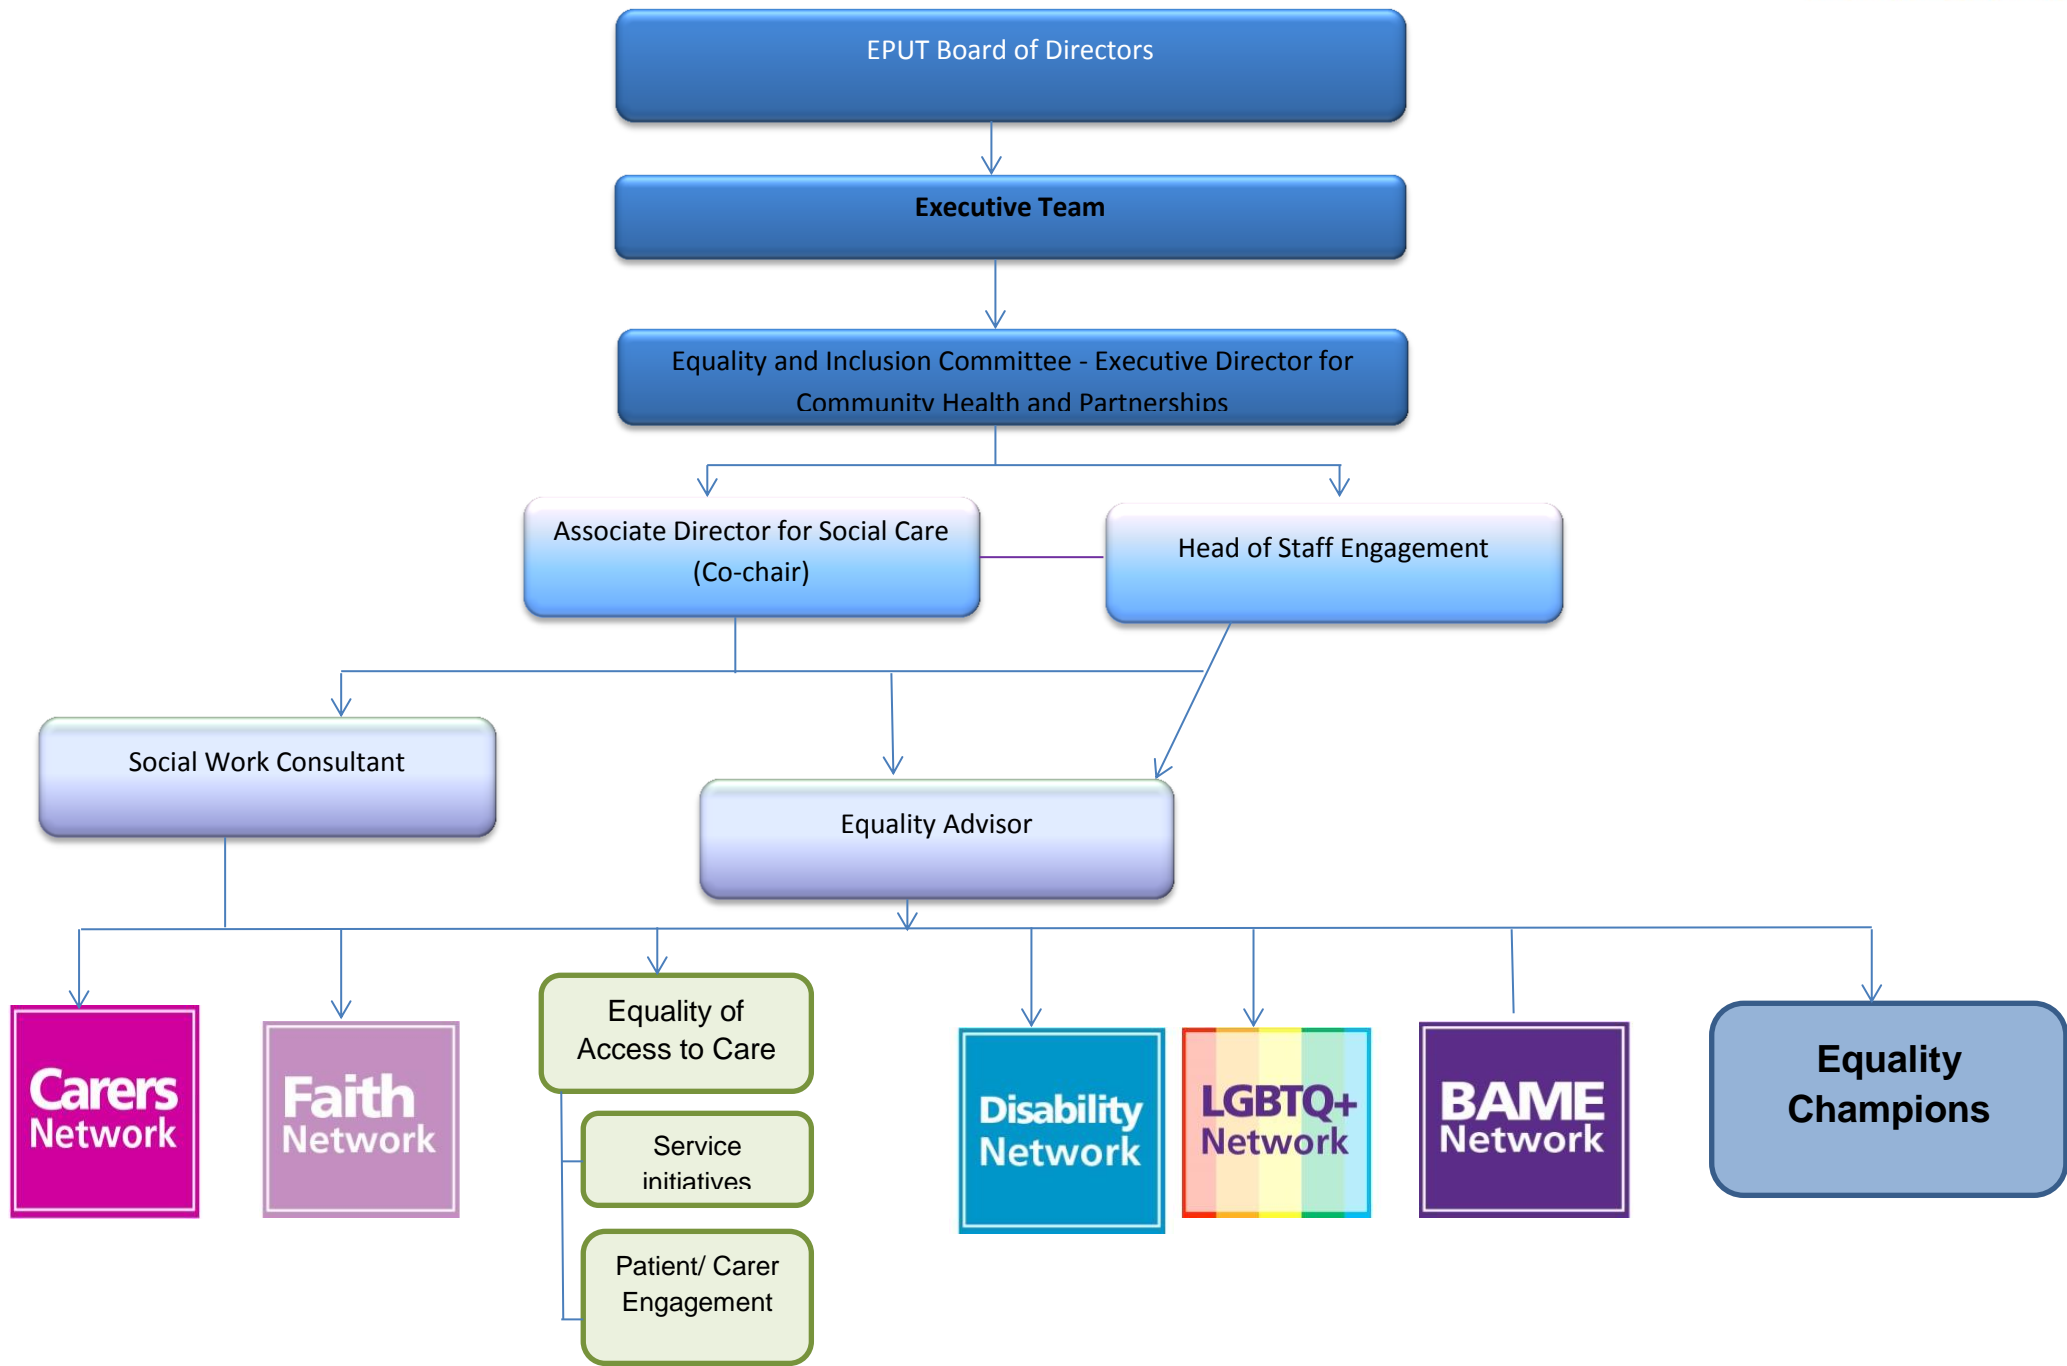 EPUT Board of Directors
Executive Team
Equality and Inclusion Committee - Executive Director for
Community Health and Partnerships
Associate Director for Social Care
(Co-chair)
Head of Staff Engagement
Social Work Consultant
Equality Advisor
Carers
Network
Faith
Network
Equality of
Access to Care
Service
initiatives
Patient/ Carer
Engagement
Disability
Network
LGBTQ+
Network
BAME
Network
Equality
Champions